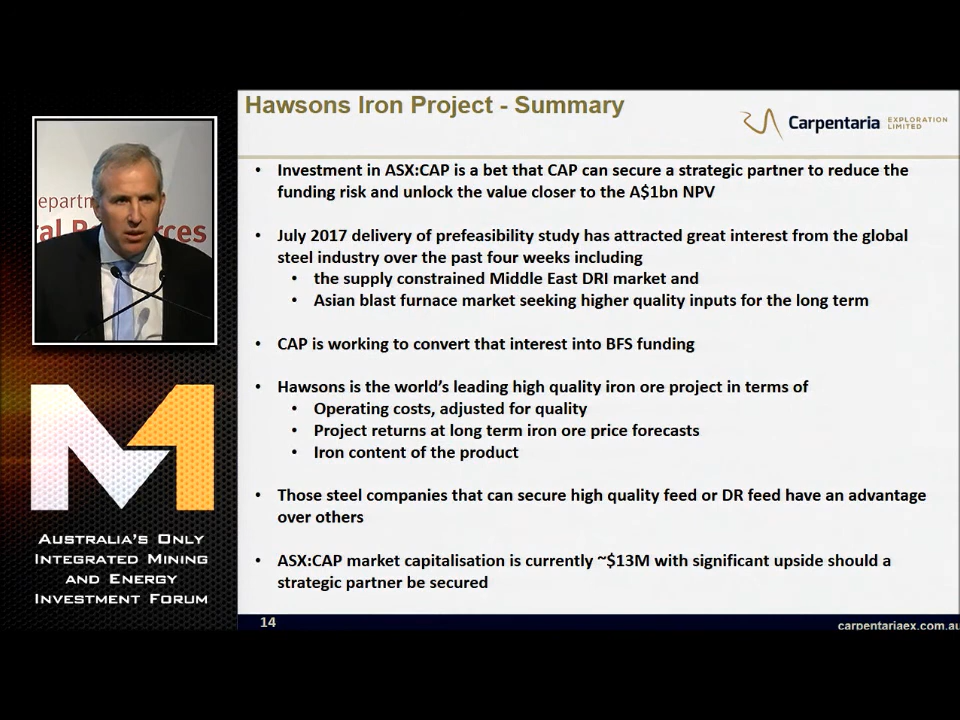 Hawsons Iron Project - Summary
Carpentaria EXPLORATION LIMITED
• Investment in ASX:CAP is a bet that CAP can secure a strategic partner to reduce the
funding risk and unlock the value closer to the A$1bn NPV
• July 2017 delivery of prefeasibility study has attracted great interest from the global
steel industry over the past four weeks including
• the supply constrained Middle East DRI market and
• Asian blast furnace market seeking higher quality inputs for the long term
• CAP is working to convert that interest into BFS funding
• Hawsons is the world's leading high quality iron ore project in terms of
• Operating costs, adjusted for quality
• Project returns at long term iron ore price forecasts
• Iron content of the product
• Those steel companies that can secure high quality feed or DR feed have an advantage
over others
• ASX:CAP market capitalisation is currently ~$13M with significant upside should a
strategic partner be secured
14
carpentariaex.com.au
epartm
al Resources
M
AUSTRALIA'S ONLY
INTEGRATED MINING
AND ENERGY
INVESTMENT FORUM